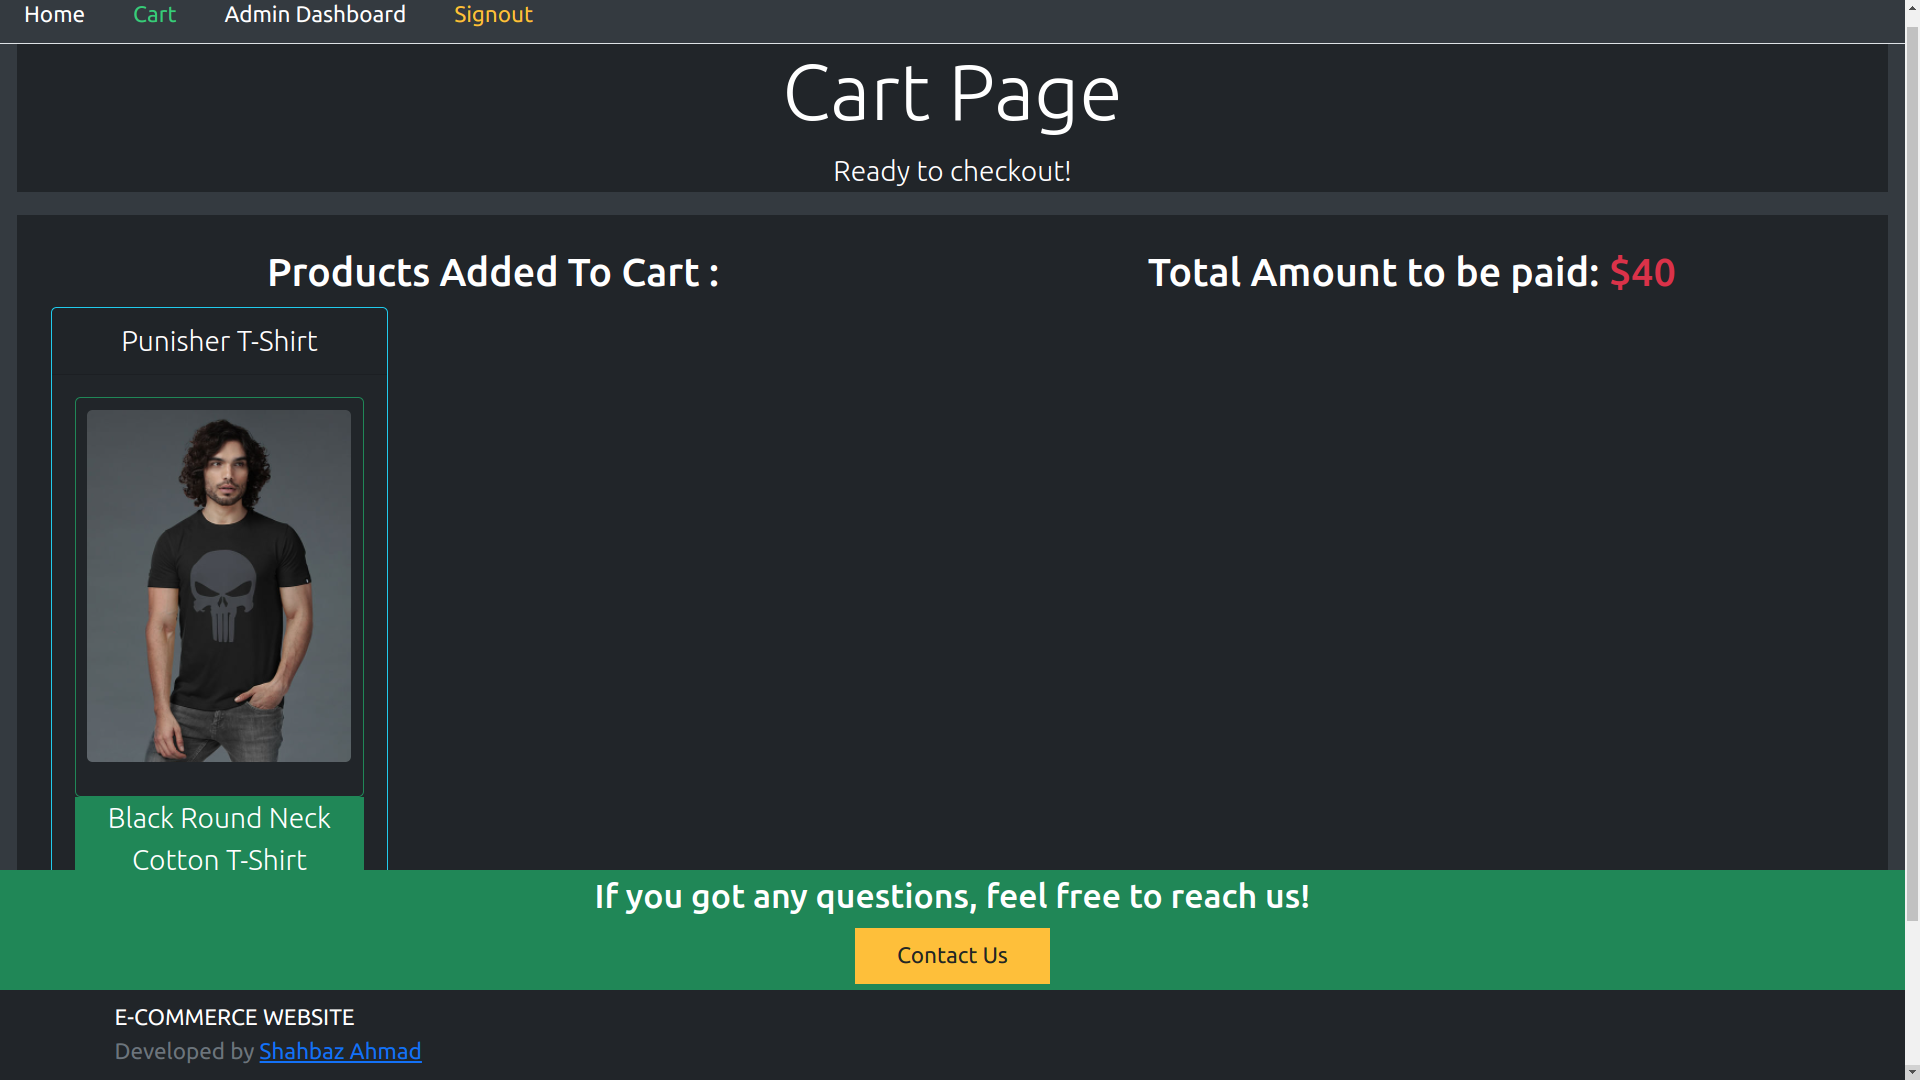 Home Cart Admin Dashboard Signout
Cart Page
Ready to checkout!
Products Added To Cart :
Total Amount to be paid: $40
Punisher T-Shirt
Black Round Neck
Cotton T-Shirt
If you got any questions, feel free to reach us!
Contact Us
E-COMMERCE WEBSITE
Developed by Shahbaz Ahmad